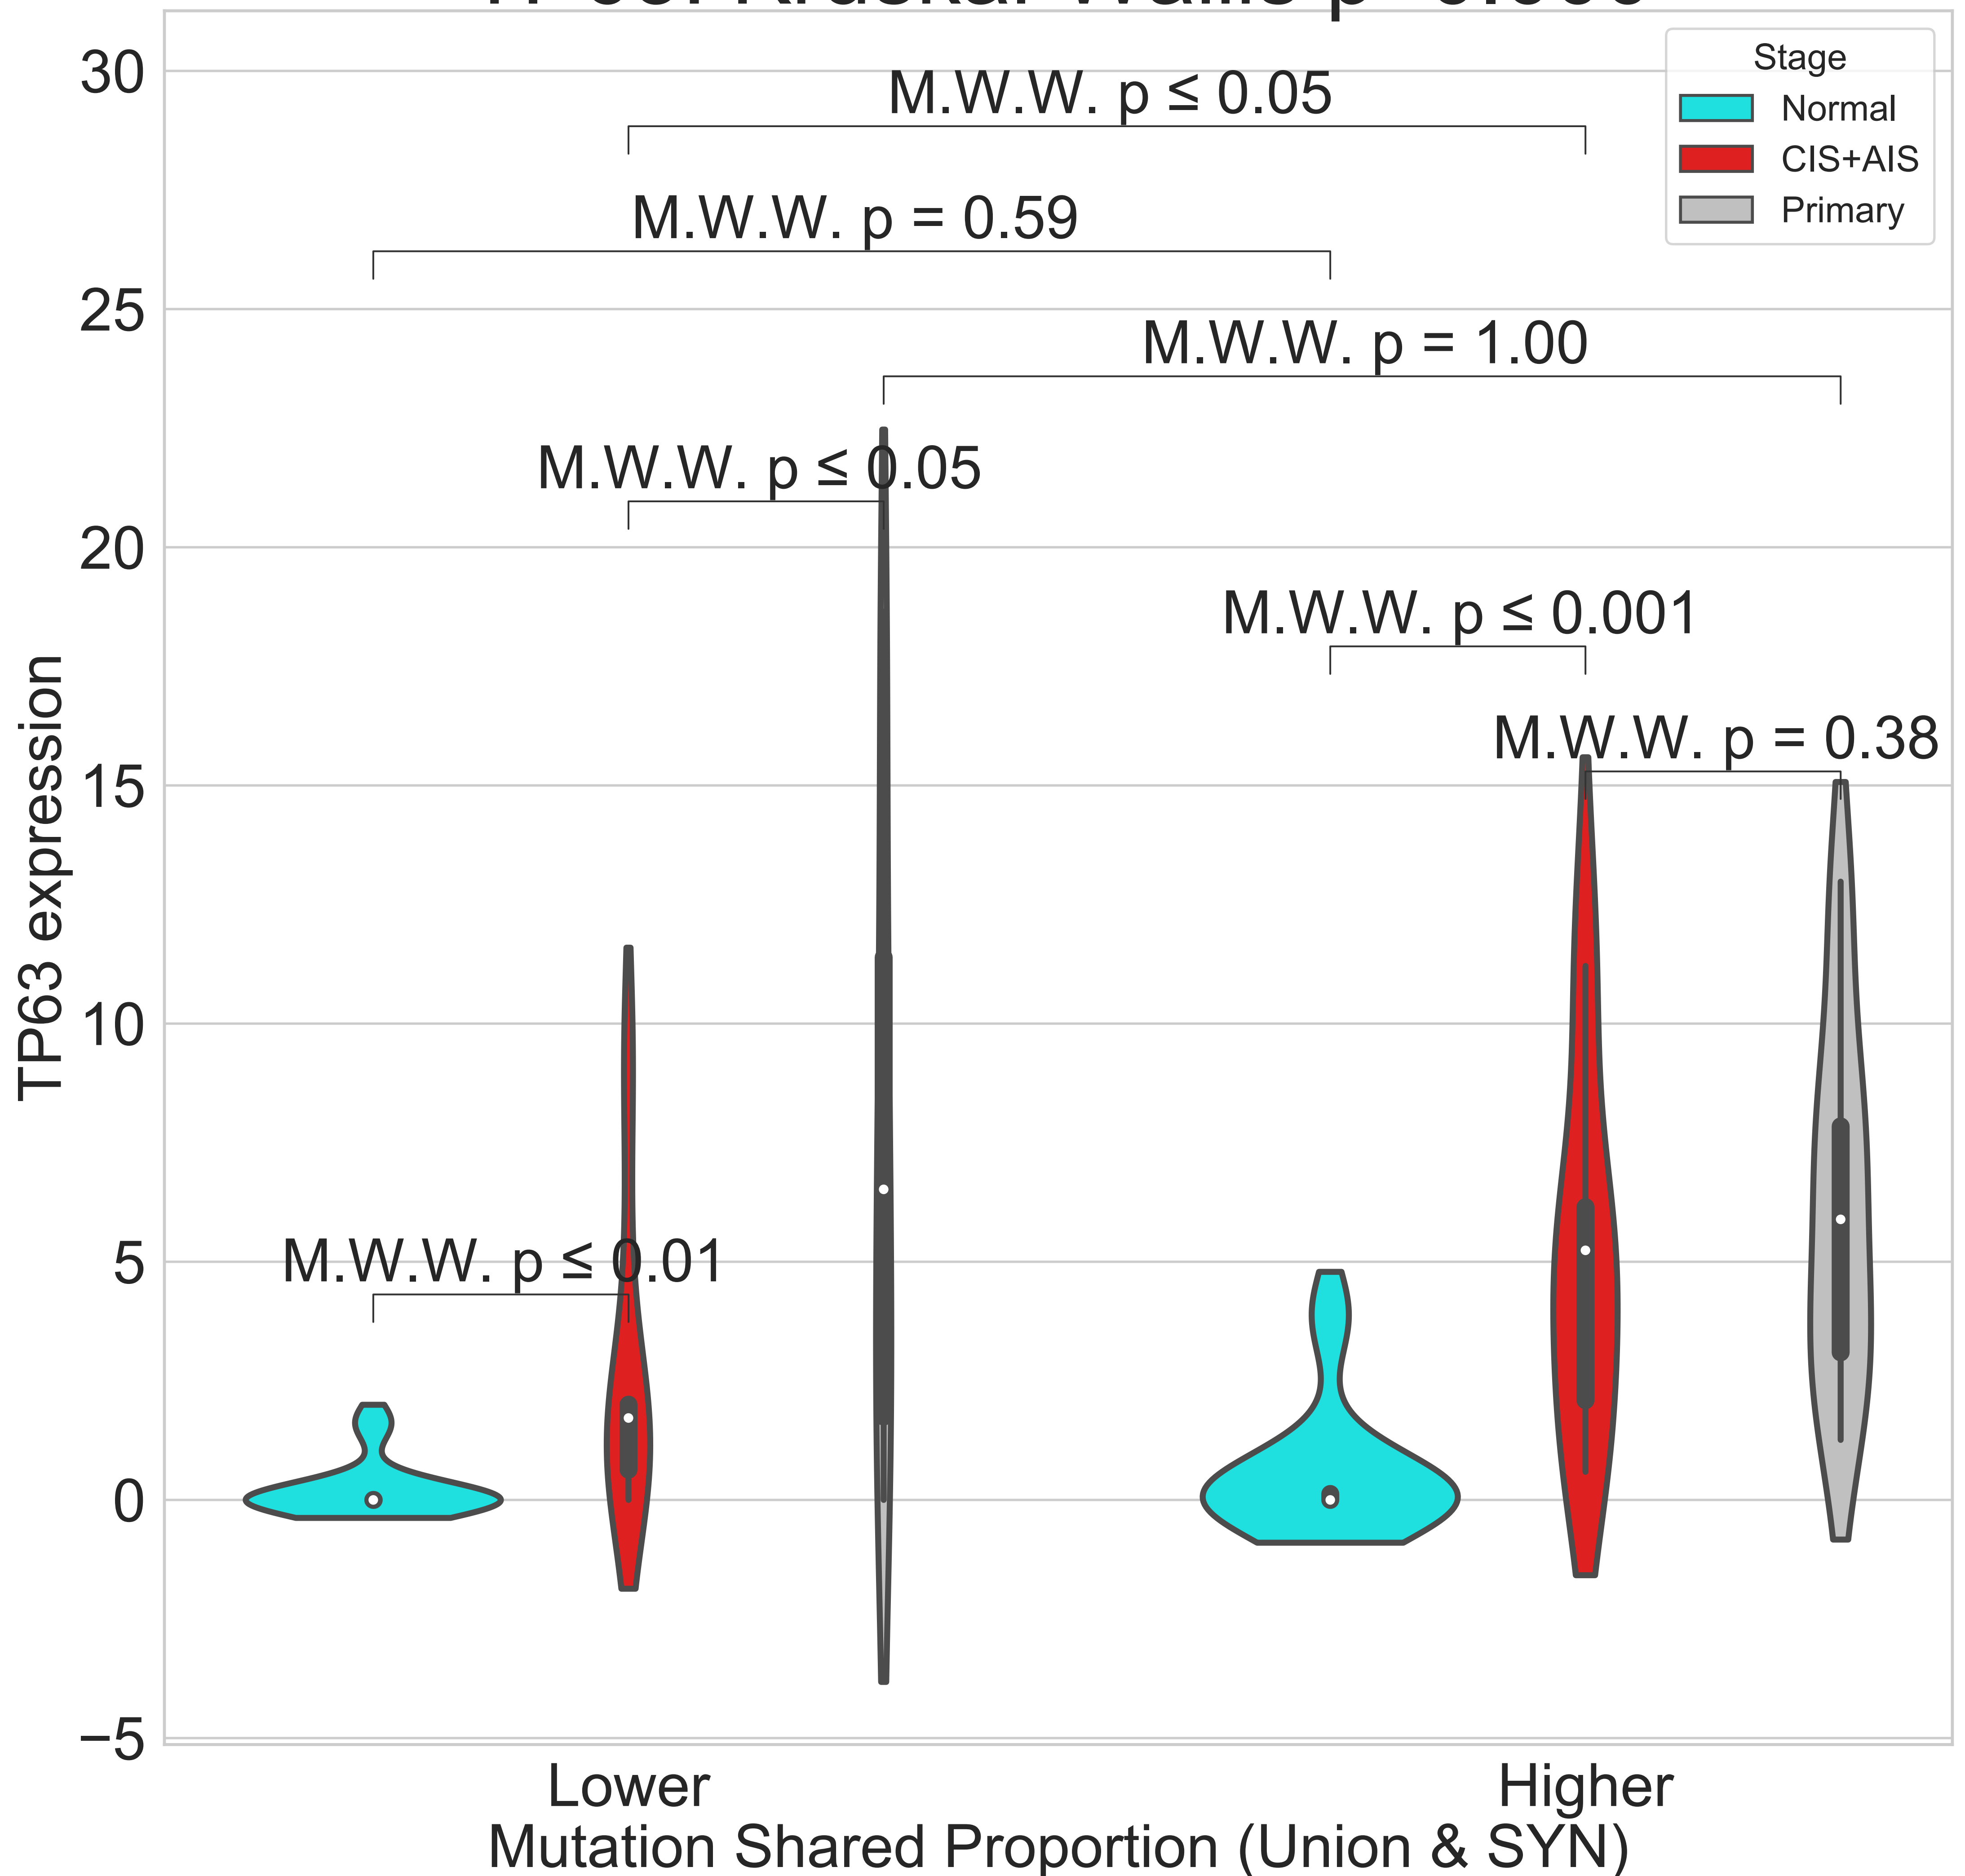 30
25
20
15
10
5
0
−5
TP63 expression
M.W.W. p ≤ 0.05
M.W.W. p = 0.59
M.W.W. p = 1.00
M.W.W. p ≤ 0.05
M.W.W. p ≤ 0.001
M.W.W. p = 0.38
M.W.W. p ≤ 0.01
Stage
Normal
CIS+AIS
Primary
Lower
Higher
Mutation Shared Proportion (Union & SYN)